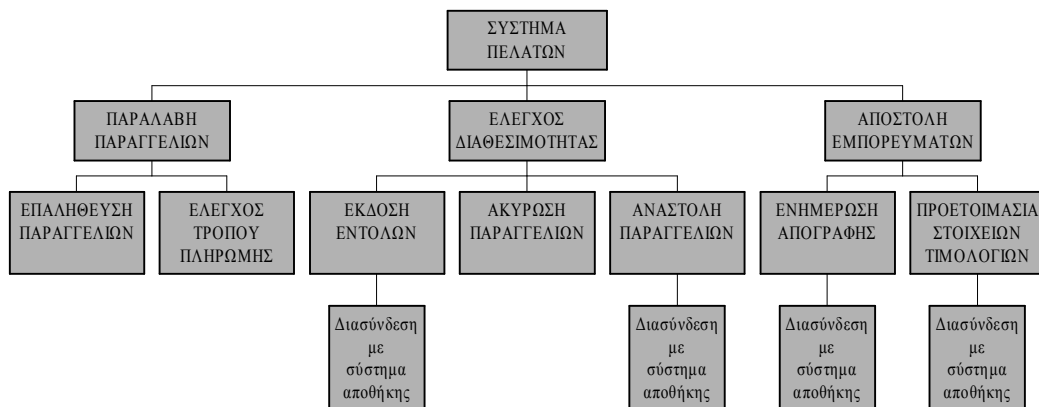 ΣΥΣΤΗΜΑ
ΠΕΛΑΤΩΝ
ΠΑΡΑΛΑΒΗ
ΠΑΡΑΓΓΕΛΙΩΝ
ΕΛΕΓΧΟΣ
ΔΙΑΘΕΣΙΜΟΤΗΤΑΣ
ΑΠΟΣΤΟΛΗ
ΕΜΠΟΡΕΥΜΑΤΩΝ
ΕΠΑΛΗΘΕΥΣΗ
ΠΑΡΑΓΓΕΛΙΩΝ
ΕΛΕΓΧΟΣ
ΤΡΟΠΟΥ
ΠΛΗΡΩΜΗΣ
ΕΚΔΟΣΗ
ΕΝΤΟΛΩΝ
ΑΚΥΡΩΣΗ
ΠΑΡΑΓΓΕΛΙΩΝ
ΑΝΑΣΤΟΛΗ
ΠΑΡΑΓΓΕΛΙΩΝ
ΕΝΗΜΕΡΩΣΗ
ΑΠΟΓΡΑΦΗΣ
ΠΡΟΕΤΟΙΜΑΣΙΑ
ΣΤΟΙΧΕΙΩΝ
ΤΙΜΟΛΟΓΙΩΝ
Διασύνδεση
με
σύστημα
αποθήκης
Διασύνδεση
με
σύστημα
αποθήκης
Διασύνδεση
με
σύστημα
αποθήκης
Διασύνδεση
με
σύστημα
αποθήκης